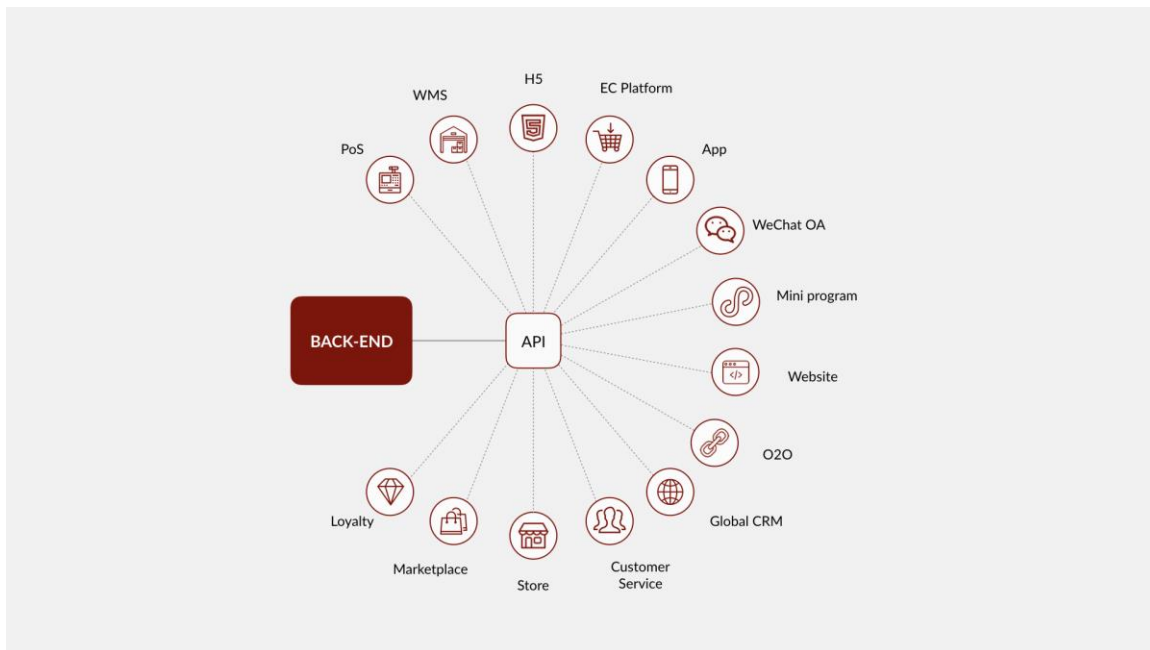 H5
EC Platform
WMS
PoS
App
WeChat OA
Mini program
BACK-END
API
Website
O2O
Loyalty
Global CRM
Marketplace
Customer
Service
Store